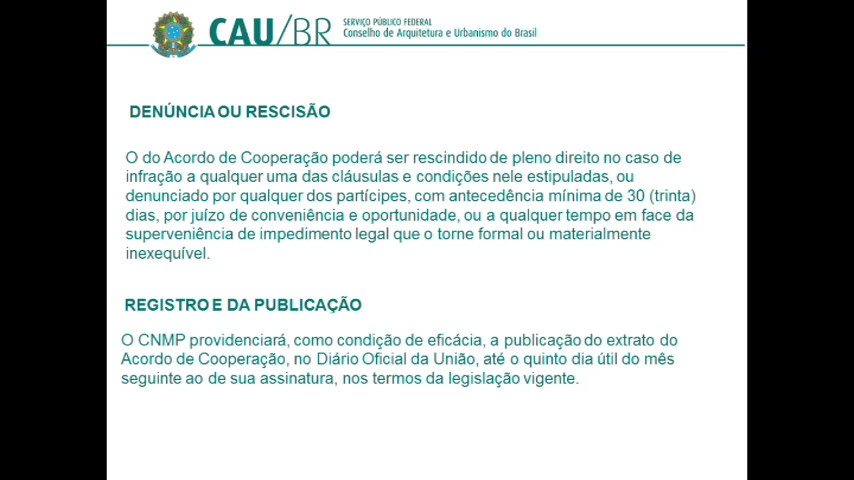 CAU/BR
SERVIÇO PÚBLICO FEDERAL
Conselho de Arquitetura e Urbanismo do Brasil
DENÚNCIA OU RESCISÃO
O do Acordo de Cooperação poderá ser rescindido de pleno direito no caso de
infração a qualquer uma das cláusulas e condições nele estipuladas, ou
denunciado por qualquer dos partícipes, com antecedência mínima de 30 (trinta)
dias, por juízo de conveniência e oportunidade, ou a qualquer tempo em face da
superveniência de impedimento legal que o torne formal ou materialmente
inexequível.
REGISTRO E DA PUBLICAÇÃO
O CNMP providenciará, como condição de eficácia, a publicação do extrato do
Acordo de Cooperação, no Diário Oficial da União, até o quinto dia útil do mês
seguinte ao de sua assinatura, nos termos da legislação vigente.